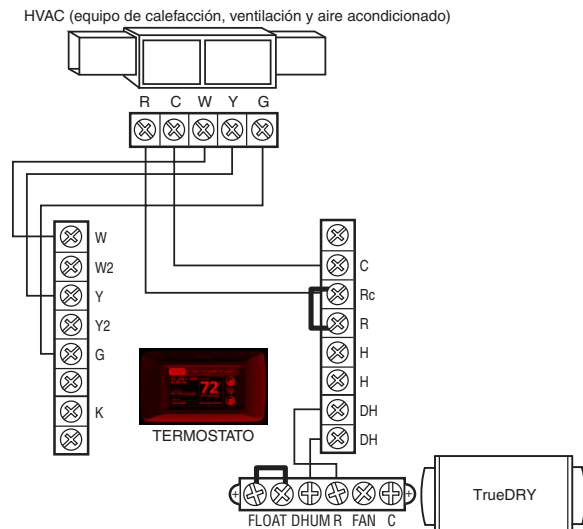 HVAC (equipo de calefacción, ventilación y aire acondicionado)
R C W Y G
W
W2
Y
Y2
G
K
C
Rc
R
H
H
DH
DH
72
TERMOSTATO
FLOAT DHUM R FAN C
TrueDRY